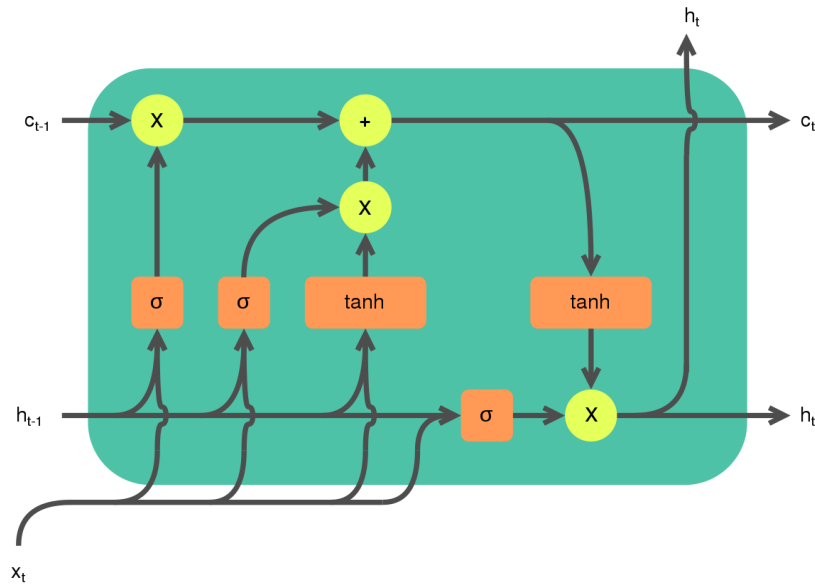 h_t
c_{t-1} X + c_t
X
σ σ tanh tanh
h_{t-1} σ X h_t
x_t